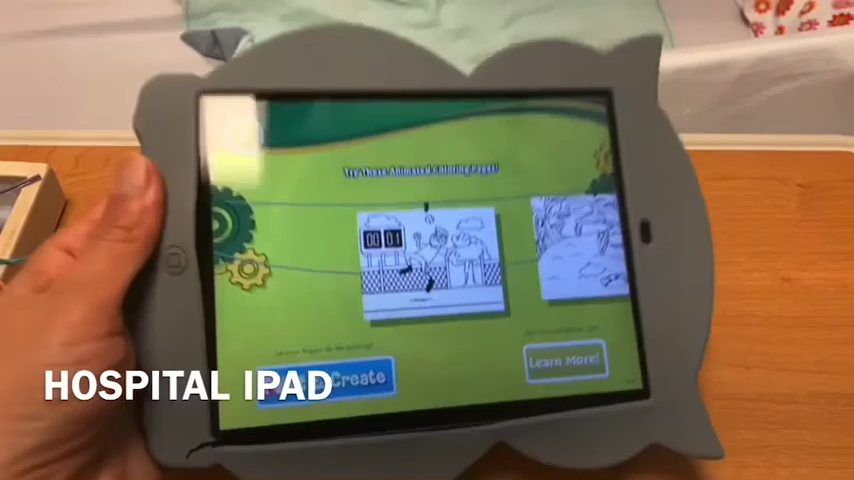 Try These Animated Coloring Pages!
00 01
Create
Learn More!
HOSPITAL IPAD